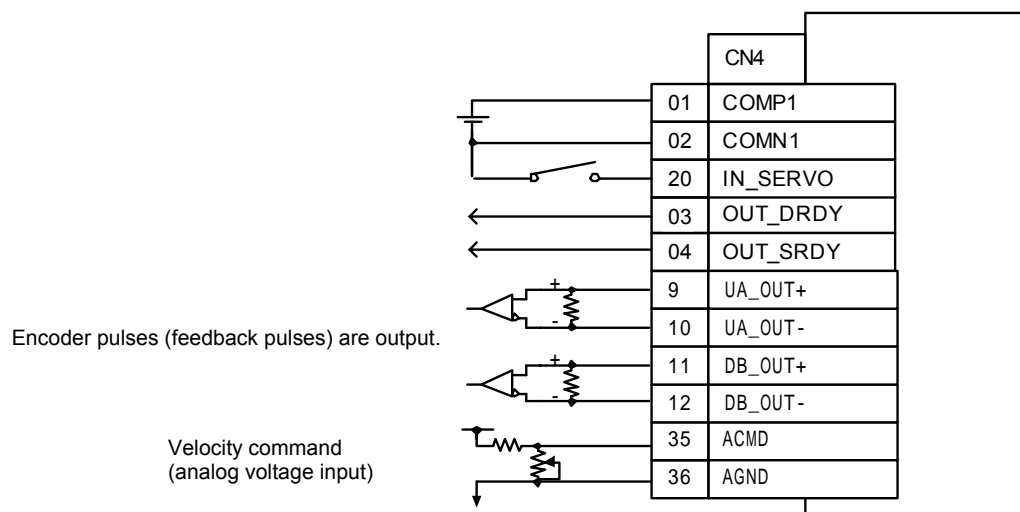 CN4
01 COMP1
02 COMN1
20 IN_SERVO
03 OUT_DRDY
04 OUT_SRDY
+ 9 UA_OUT+
- 10 UA_OUT-
Encoder pulses (feedback pulses) are output.
+ 11 DB_OUT+
- 12 DB_OUT-
35 ACMD
Velocity command
(analog voltage input)
36 AGND